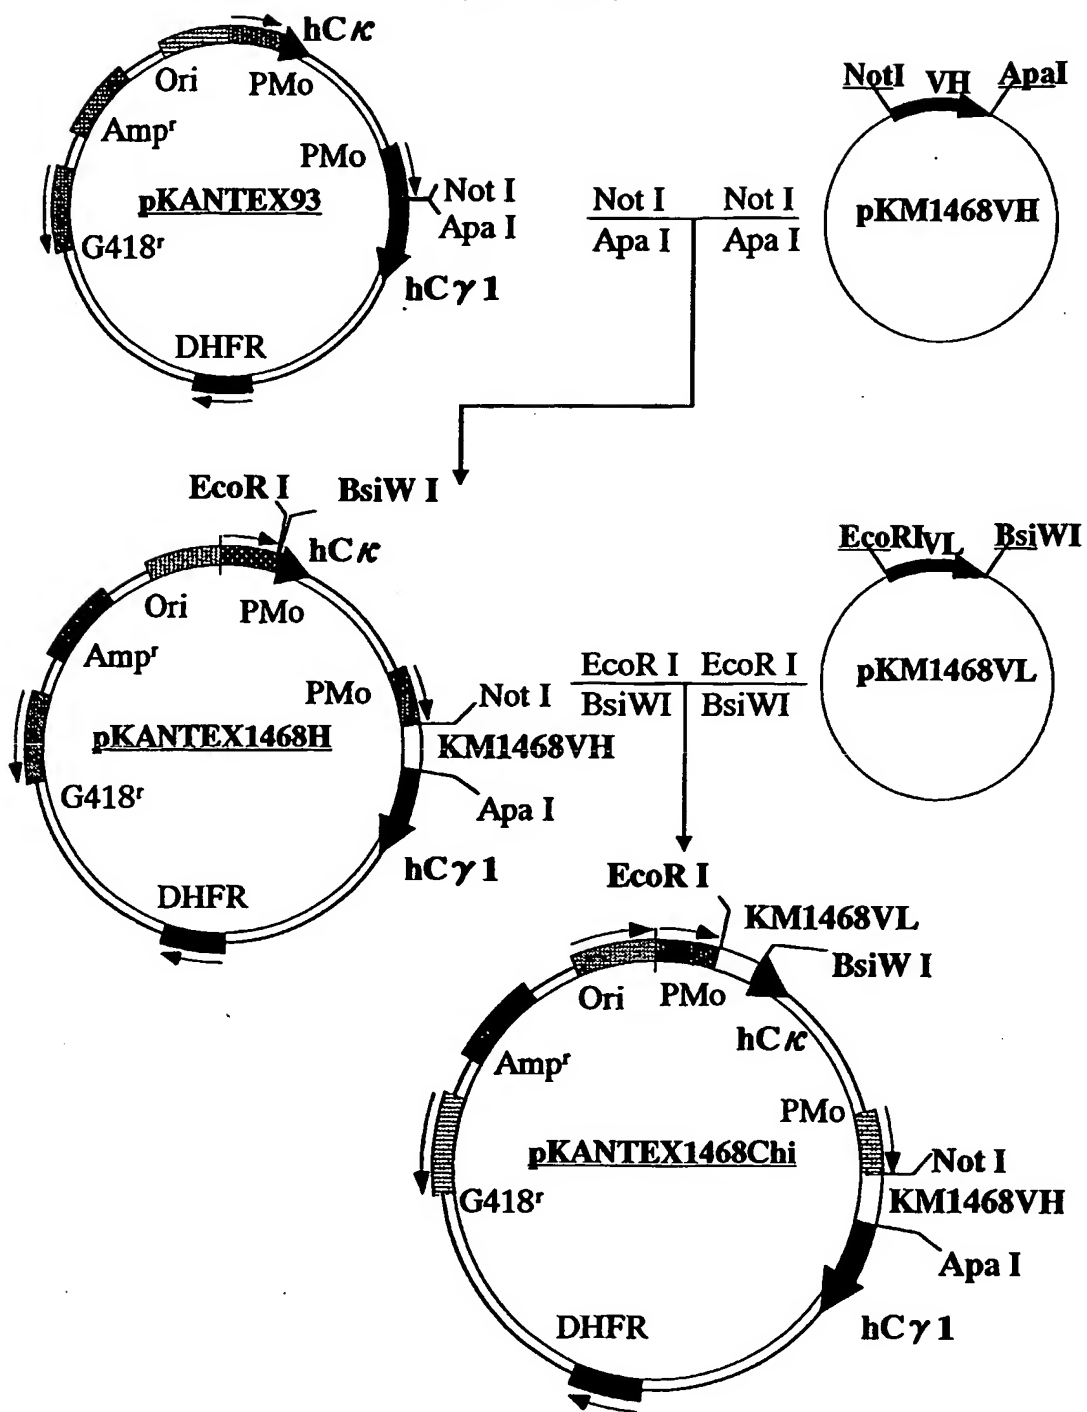 hCκ
Ori
PMo
Ampʳ
PMo
pKANTEX93
Not I
Apa I
G418ʳ
hCγ1
DHFR
NotI
VH
ApaI
pKM1468VH
Not I
Apa I
Not I
Apa I
EcoR I
BsiW I
hCκ
Ori
PMo
Ampʳ
PMo
Not I
pKANTEX1468H
KM1468VH
G418ʳ
Apa I
hCγ1
DHFR
EcoRI
VL
BsiWI
pKM1468VL
EcoR I
BsiWI
EcoR I
BsiWI
EcoR I
KM1468VL
BsiW I
Ori
PMo
hCκ
Ampʳ
PMo
pKANTEX1468Chi
Not I
G418ʳ
KM1468VH
Apa I
DHFR
hCγ1